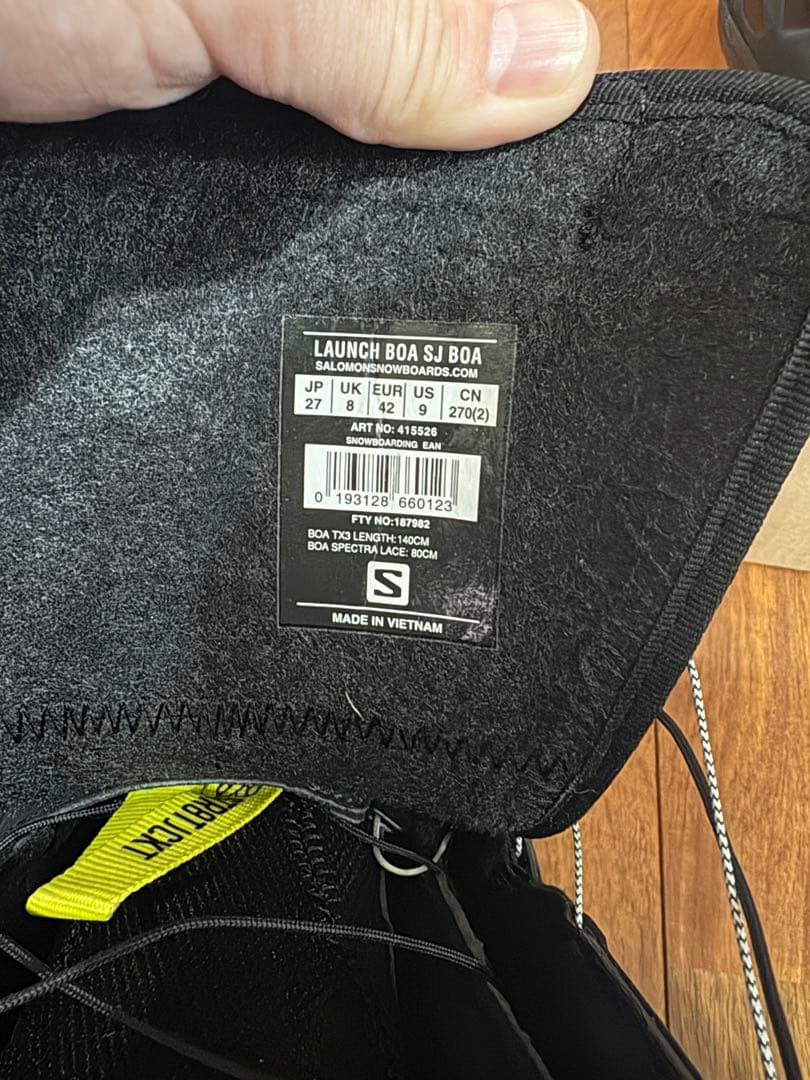 LAUNCH BOA SJ BOA
SALOMONSNOWBOARDS.COM
JP UK EUR US CN
27 8 42 9 270(2)
ART NO: 415526
SNOWBOARDING EAN
0 193128 660123
FTY NO:187982
BOA TX3 LENGTH:140CM
BOA SPECTRA LACE: 80CM
S
MADE IN VIETNAM